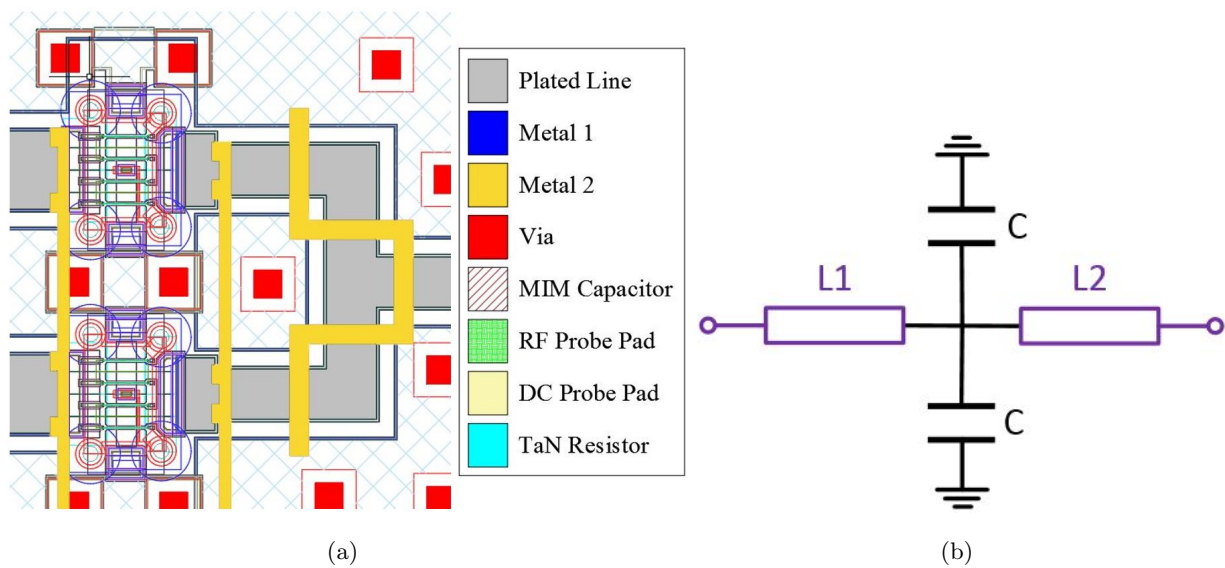 Plated Line
Metal 1
Metal 2
Via
MIM Capacitor
RF Probe Pad
DC Probe Pad
TaN Resistor
C
L1
L2
C
(a)
(b)